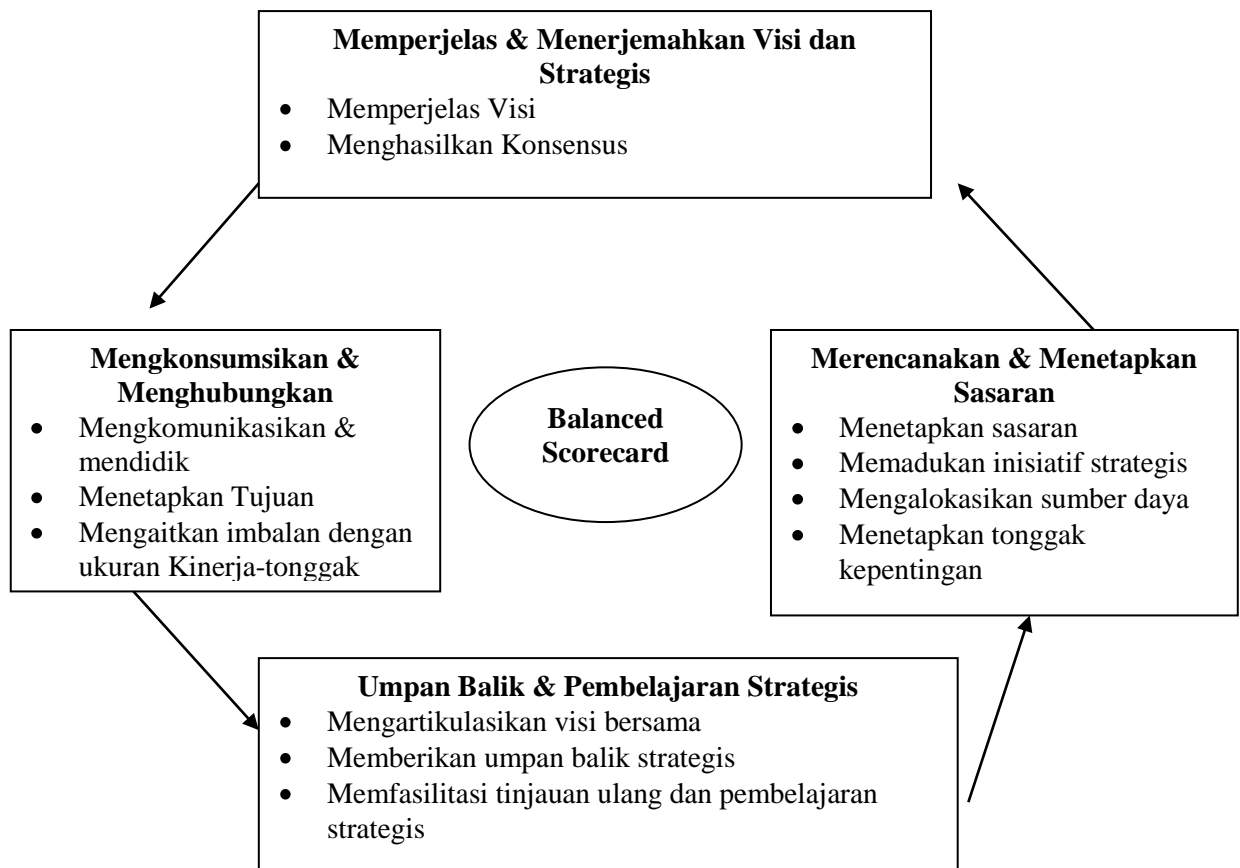 Memperjelas & Menerjemahkan Visi dan
Strategis
• Memperjelas Visi
• Menghasilkan Konsensus
Mengkonsumsikan &
Menghubungkan
• Mengkomunikasikan &
mendidik
• Menetapkan Tujuan
• Mengaitkan imbalan dengan
ukuran Kinerja-tonggak
Balanced
Scorecard
Merencanakan & Menetapkan
Sasaran
• Menetapkan sasaran
• Memadukan inisiatif strategis
• Mengalokasikan sumber daya
• Menetapkan tonggak
kepentingan
Umpan Balik & Pembelajaran Strategis
• Mengartikulasikan visi bersama
• Memberikan umpan balik strategis
• Memfasilitasi tinjauan ulang dan pembelajaran
strategis